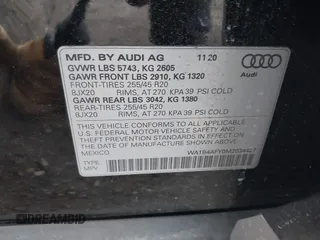 MFD. BY AUDI AG 11 20
GVWR LBS 5743, KG 2605
GAWR FRONT LBS 2910, KG 1320
FRONT-TIRES 255/45 R20
8JX20 RIMS, AT 270 KPA 39 PSI COLD
GAWR REAR LBS 3042, KG 1380
REAR-TIRES 255/45 R20
8JX20 RIMS, AT 270 KPA 39 PSI COLD
Audi
THIS VEHICLE CONFORMS TO ALL APPLICABLE
U.S. FEDERAL MOTOR VEHICLE SAFETY AND
THEFT PREVENTION STANDARDS IN EFFECT ON
THE DATE OF MANUFACTURE SHOWN ABOVE.
MEXICO
TYPE:
MPV
DREAMBID